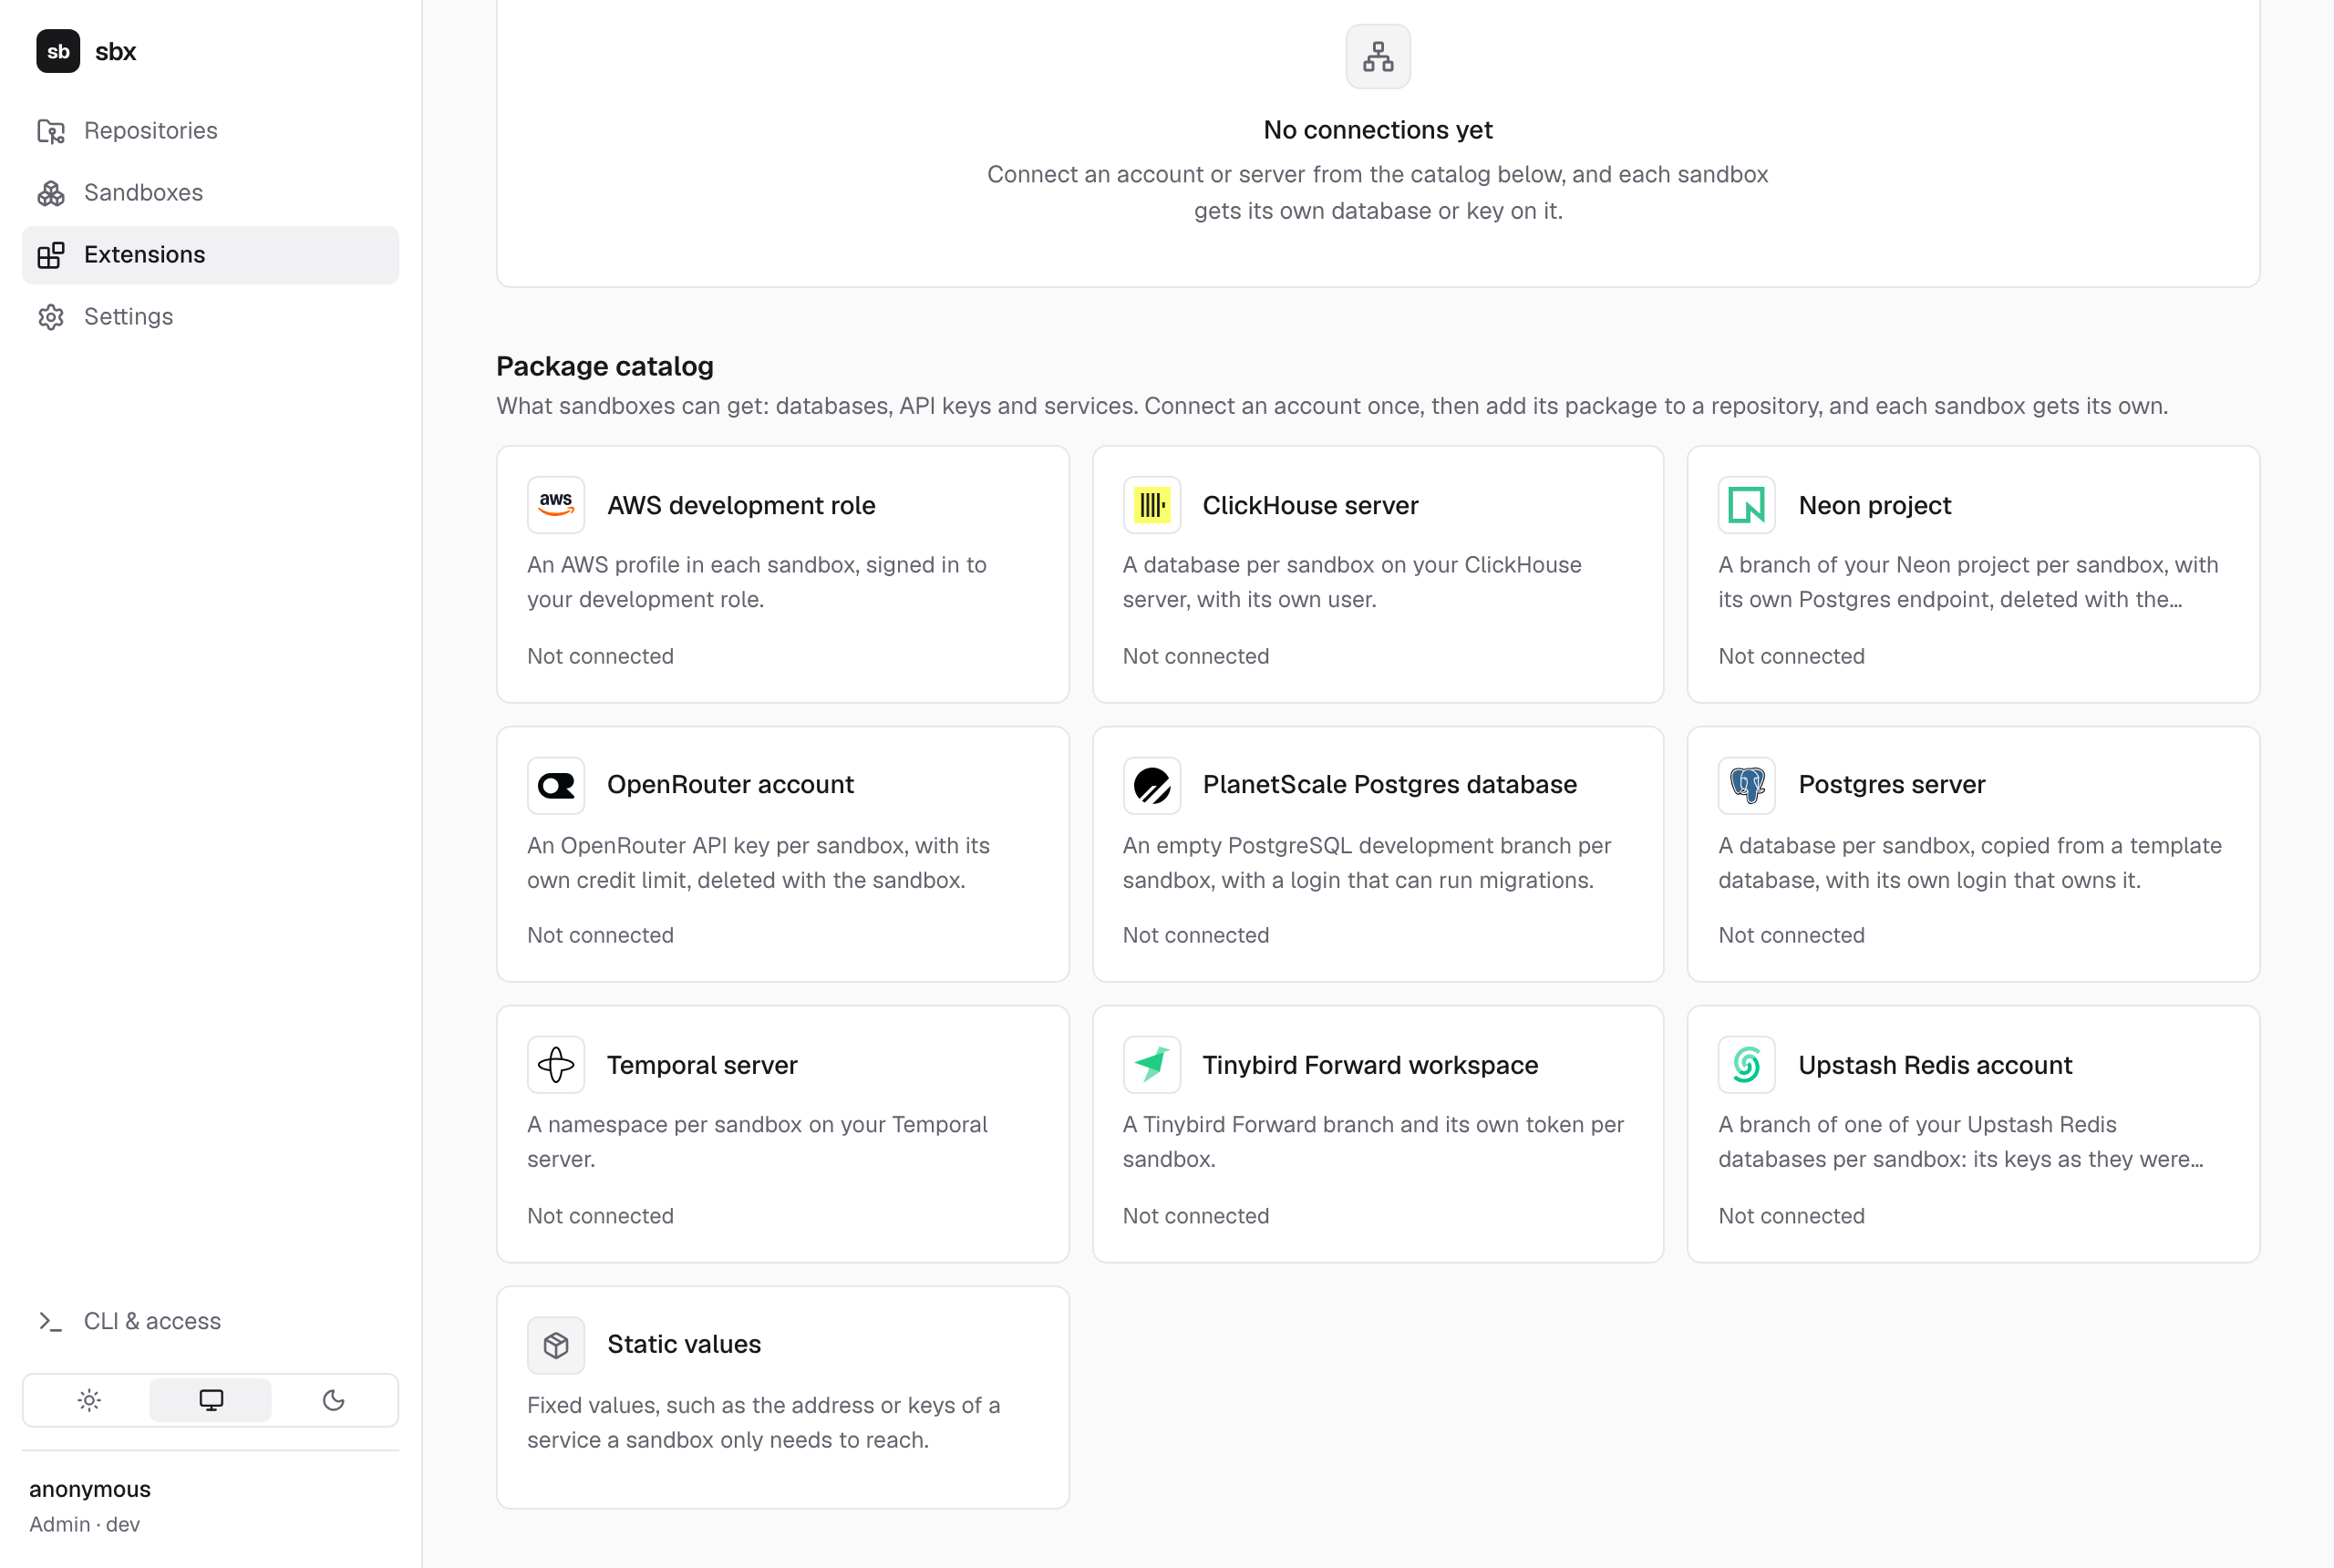 sb sbx
Repositories
Sandboxes
Extensions
Settings
CLI & access
anonymous
Admin · dev
No connections yet
Connect an account or server from the catalog below, and each sandbox
gets its own database or key on it.
Package catalog
What sandboxes can get: databases, API keys and services. Connect an account once, then add its package to a repository, and each sandbox gets its own.
aws AWS development role
An AWS profile in each sandbox, signed in to
your development role.
Not connected
ClickHouse server
A database per sandbox on your ClickHouse
server, with its own user.
Not connected
Neon project
A branch of your Neon project per sandbox, with
its own Postgres endpoint, deleted with the...
Not connected
OpenRouter account
An OpenRouter API key per sandbox, with its
own credit limit, deleted with the sandbox.
Not connected
PlanetScale Postgres database
An empty PostgreSQL development branch per
sandbox, with a login that can run migrations.
Not connected
Postgres server
A database per sandbox, copied from a template
database, with its own login that owns it.
Not connected
Temporal server
A namespace per sandbox on your Temporal
server.
Not connected
Tinybird Forward workspace
A Tinybird Forward branch and its own token per
sandbox.
Not connected
Upstash Redis account
A branch of one of your Upstash Redis
databases per sandbox: its keys as they were...
Not connected
Static values
Fixed values, such as the address or keys of a
service a sandbox only needs to reach.